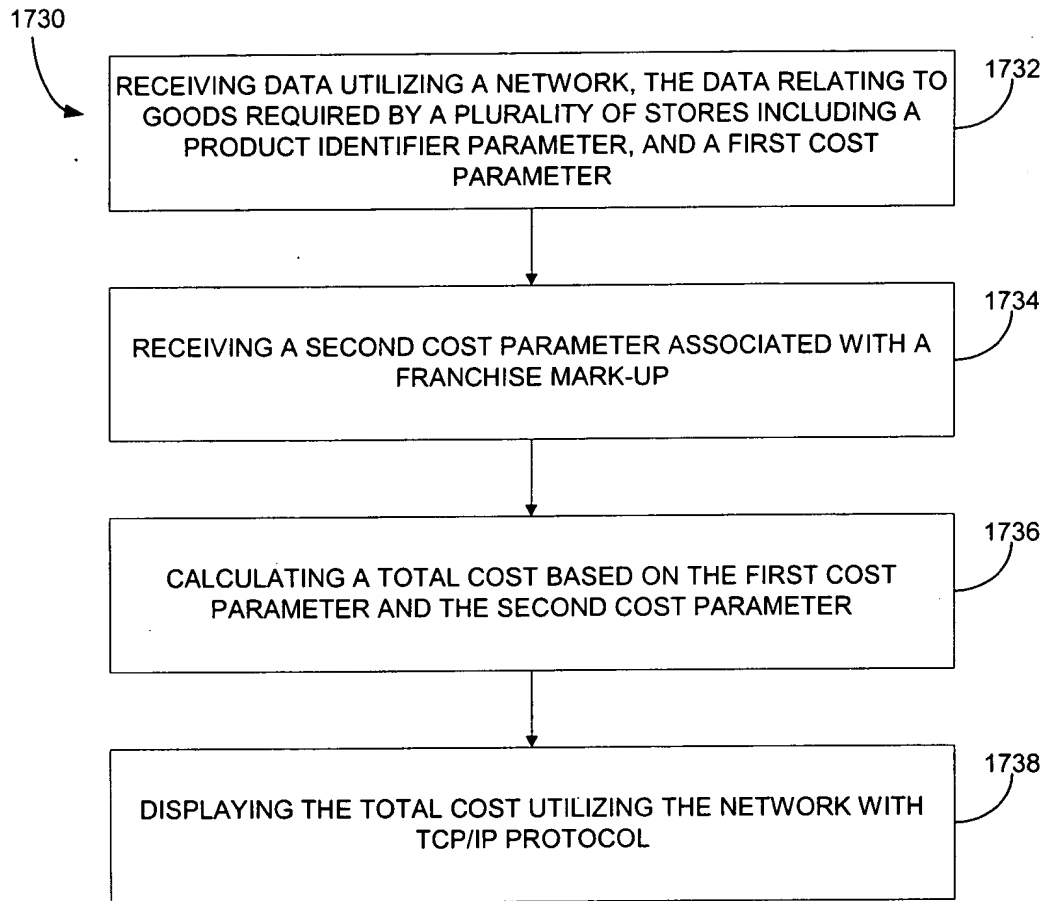 1730
RECEIVING DATA UTILIZING A NETWORK, THE DATA RELATING TO
GOODS REQUIRED BY A PLURALITY OF STORES INCLUDING A
PRODUCT IDENTIFIER PARAMETER, AND A FIRST COST
PARAMETER
1732
RECEIVING A SECOND COST PARAMETER ASSOCIATED WITH A
FRANCHISE MARK-UP
1734
CALCULATING A TOTAL COST BASED ON THE FIRST COST
PARAMETER AND THE SECOND COST PARAMETER
1736
DISPLAYING THE TOTAL COST UTILIZING THE NETWORK WITH
TCP/IP PROTOCOL
1738